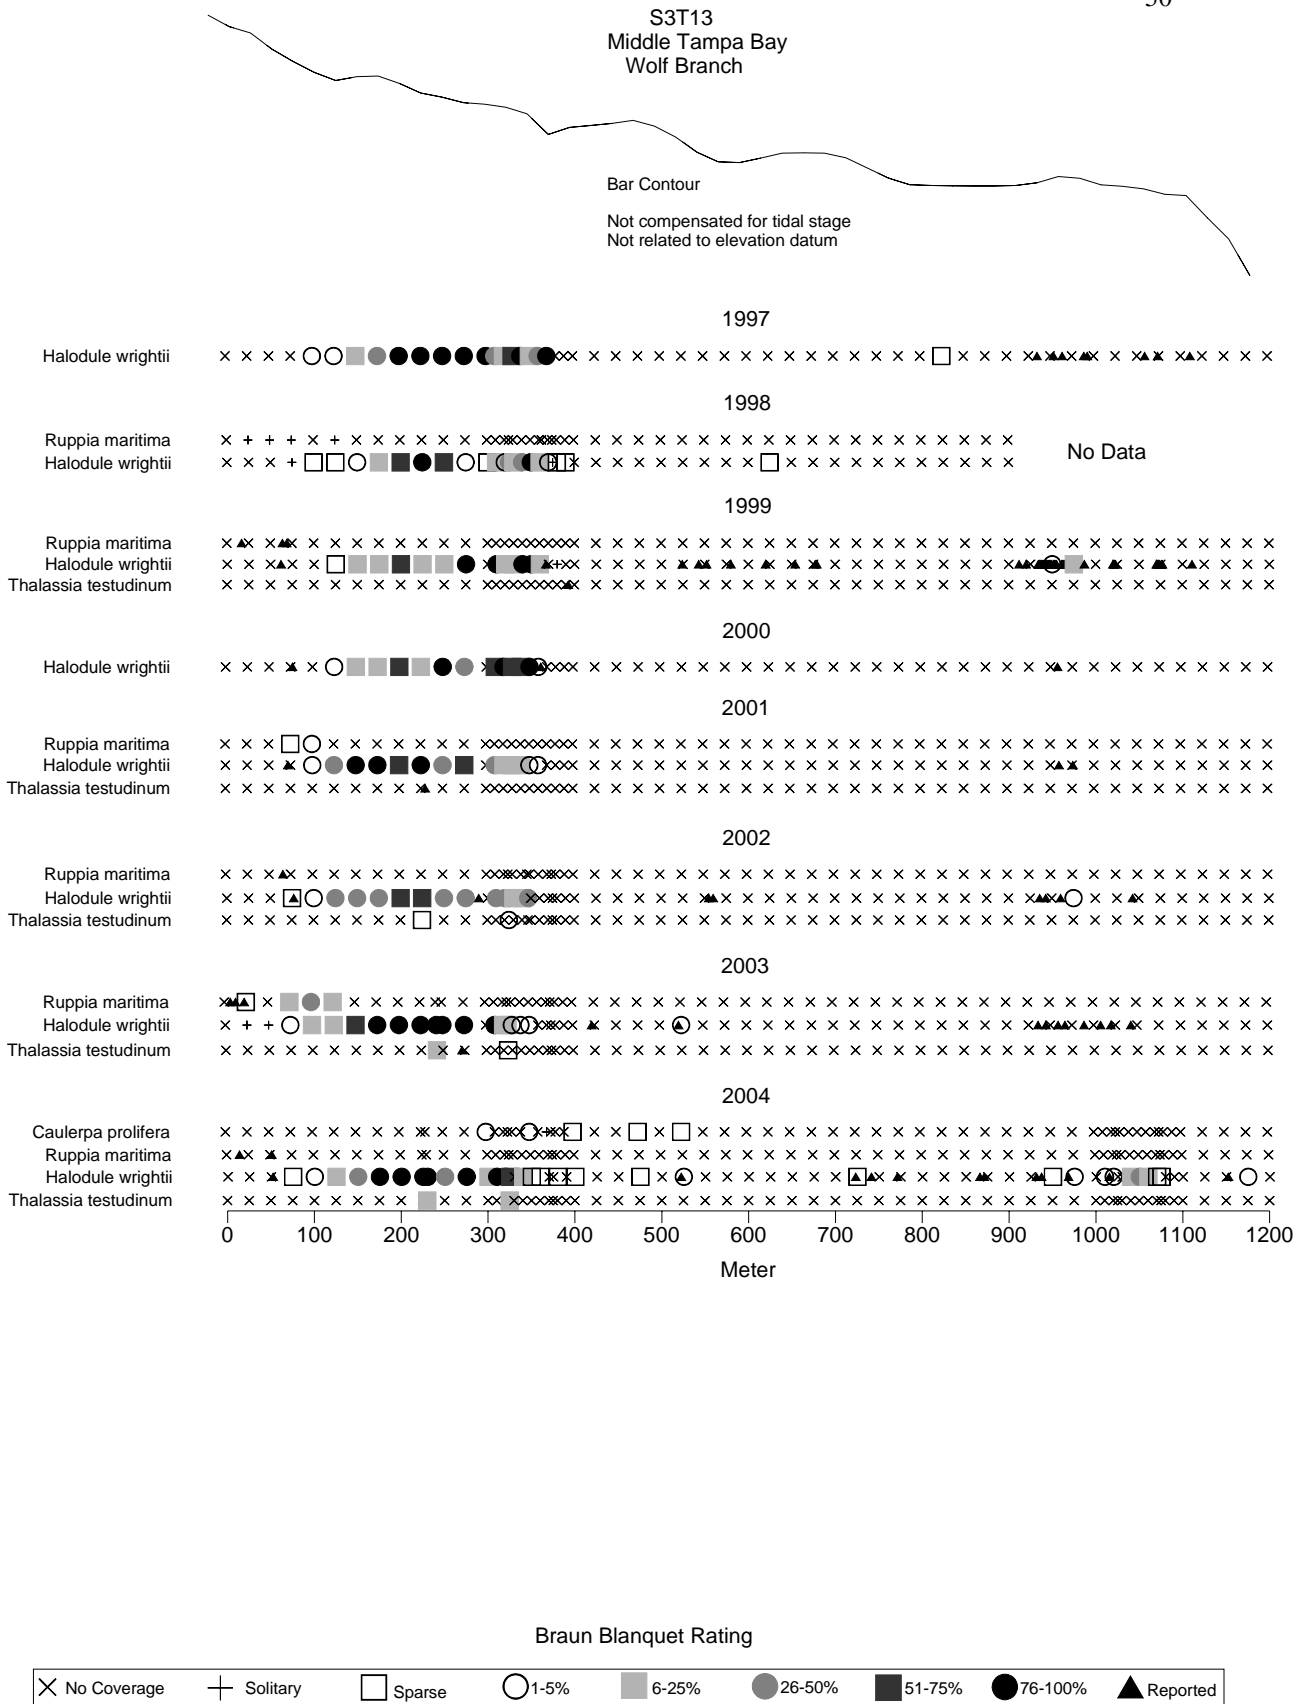 50
S3T13
Middle Tampa Bay
Wolf Branch
Bar Contour
Not compensated for tidal stage
Not related to elevation datum
1997
Halodule wrightii
1998
Ruppia maritima
Halodule wrightii
No Data
1999
Ruppia maritima
Halodule wrightii
Thalassia testudinum
2000
Halodule wrightii
2001
Ruppia maritima
Halodule wrightii
Thalassia testudinum
2002
Ruppia maritima
Halodule wrightii
Thalassia testudinum
2003
Ruppia maritima
Halodule wrightii
Thalassia testudinum
2004
Caulerpa prolifera
Ruppia maritima
Halodule wrightii
Thalassia testudinum
0 100 200 300 400 500 600 700 800 900 1000 1100 1200
Meter
Braun Blanquet Rating
No Coverage Solitary Sparse 1-5% 6-25% 26-50% 51-75% 76-100% Reported